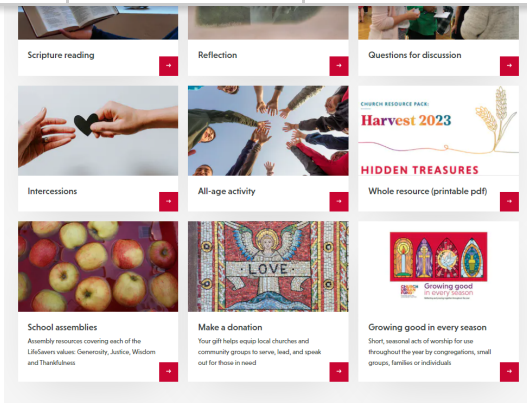 Scripture reading
Reflection
Questions for discussion
CHURCH RESOURCE PACK:
Harvest 2023
HIDDEN TREASURES
Intercessions
All-age activity
Whole resource (printable pdf)
LOVE
Growing good
in every season
School assemblies
Assembly resources covering each of the
LifeSavers values: Generosity, Justice, Wisdom
and Thankfulness
Make a donation
Your gift helps equip local churches and
community groups to serve, lead, and speak
out for those in need
Growing good in every season
Short, seasonal acts of worship for use
throughout the year by congregations, small
groups, families or individuals